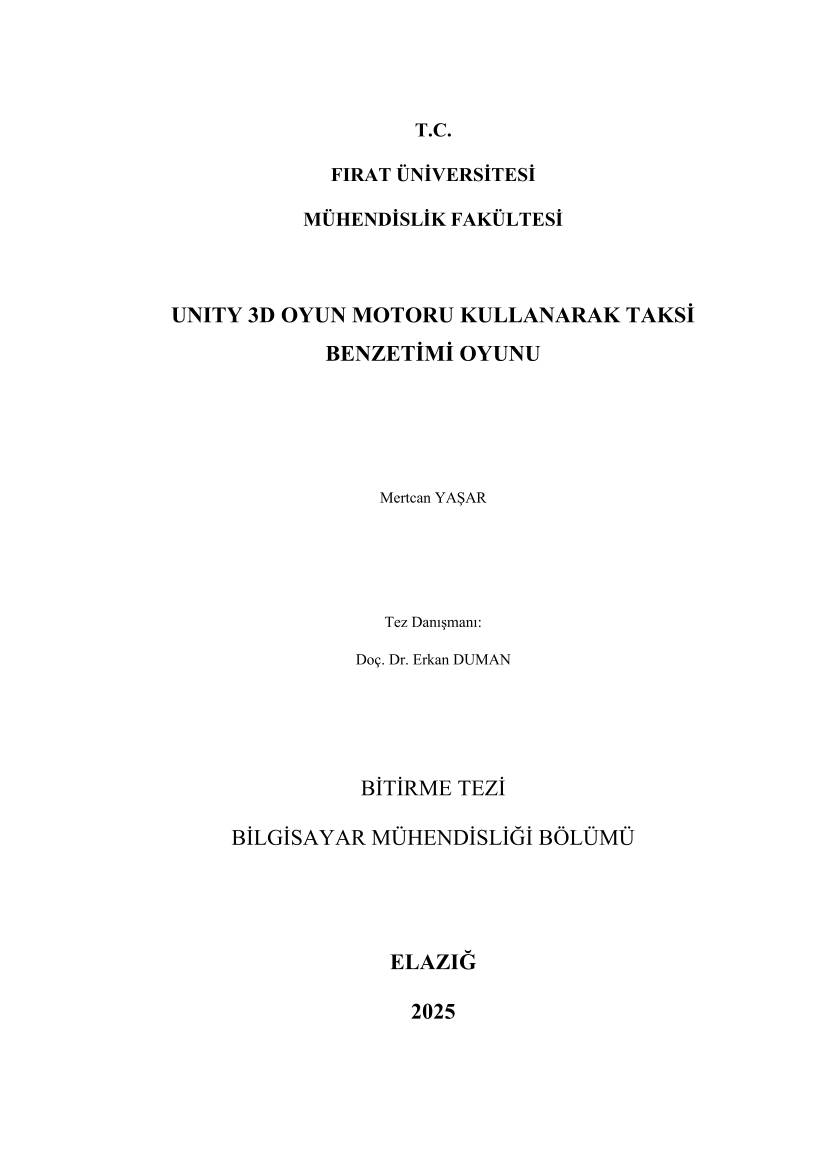 T.C.
FIRAT ÜNİVERSİTESİ
MÜHENDİSLİK FAKÜLTESİ
UNITY 3D OYUN MOTORU KULLANARAK TAKSİ
BENZETİMİ OYUNU
Mertcan YAŞAR
Tez Danışmanı:
Doç. Dr. Erkan DUMAN
BİTİRME TEZİ
BİLGİSAYAR MÜHENDİSLİĞİ BÖLÜMÜ
ELAZIĞ
2025